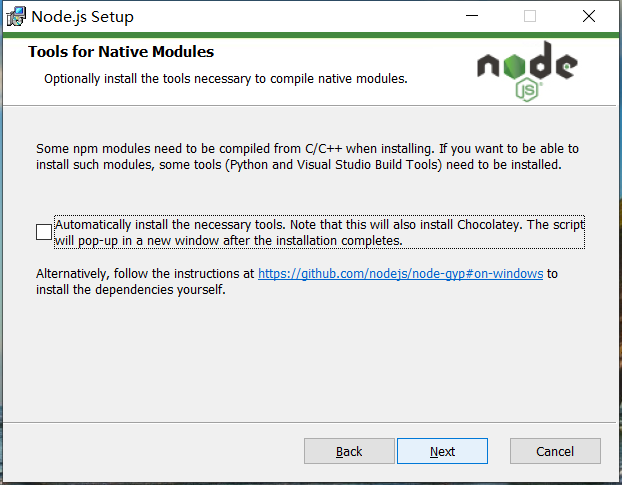 Node.js Setup
Tools for Native Modules
Optionally install the tools necessary to compile native modules.
node
JS
Some npm modules need to be compiled from C/C++ when installing. If you want to be able to
install such modules, some tools (Python and Visual Studio Build Tools) need to be installed.
Automatically install the necessary tools. Note that this will also install Chocolatey. The script
will pop-up in a new window after the installation completes.
Alternatively, follow the instructions at https://github.com/nodejs/node-gyp#on-windows to
install the dependencies yourself.
Back Next Cancel